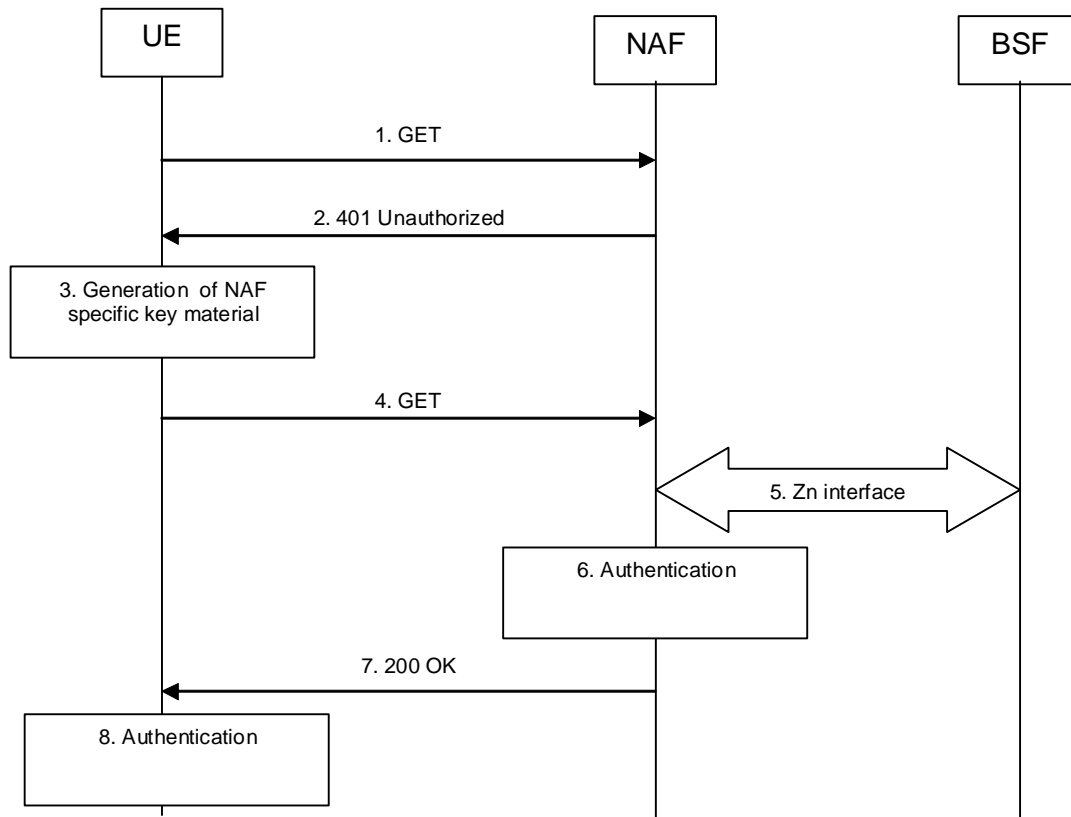 UE
NAF
BSF
1. GET
2. 401 Unauthorized
3. Generation of NAF
specific key material
4. GET
5. Zn interface
6. Authentication
7. 200 OK
8. Authentication